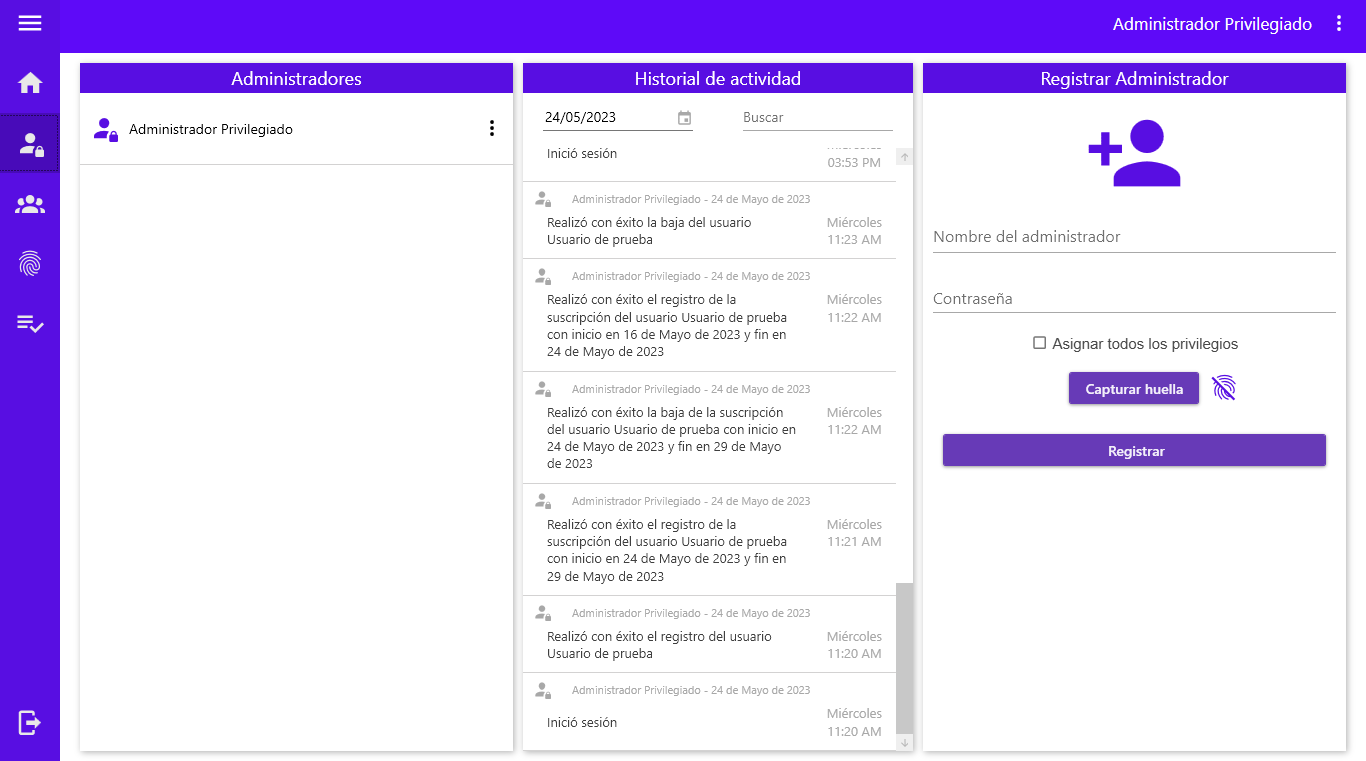 Administrador Privilegiado
Administradores
Administrador Privilegiado
Historial de actividad
24/05/2023
Buscar
Inició sesión
03:53 PM
Administrador Privilegiado - 24 de Mayo de 2023
Realizó con éxito la baja del usuario
Usuario de prueba
Miércoles
11:23 AM
Administrador Privilegiado - 24 de Mayo de 2023
Realizó con éxito el registro de la
suscripción del usuario Usuario de prueba
con inicio en 16 de Mayo de 2023 y fin en
24 de Mayo de 2023
Miércoles
11:22 AM
Administrador Privilegiado - 24 de Mayo de 2023
Realizó con éxito la baja de la suscripción
del usuario Usuario de prueba con inicio en
24 de Mayo de 2023 y fin en 29 de Mayo
de 2023
Miércoles
11:22 AM
Administrador Privilegiado - 24 de Mayo de 2023
Realizó con éxito el registro de la
suscripción del usuario Usuario de prueba
con inicio en 24 de Mayo de 2023 y fin en
29 de Mayo de 2023
Miércoles
11:21 AM
Administrador Privilegiado - 24 de Mayo de 2023
Realizó con éxito el registro del usuario
Usuario de prueba
Miércoles
11:20 AM
Administrador Privilegiado - 24 de Mayo de 2023
Inició sesión
Miércoles
11:20 AM
Registrar Administrador
Nombre del administrador
Contraseña
Asignar todos los privilegios
Capturar huella
Registrar